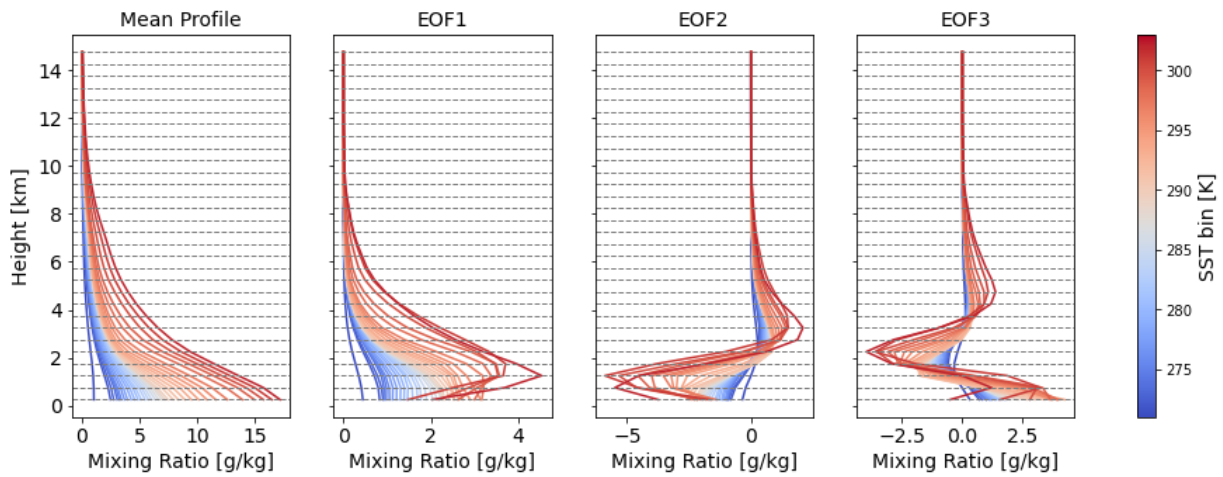 Mean Profile
EOF1
EOF2
EOF3
Height [km]
14
12
10
8
6
4
2
0
0 5 10 15
Mixing Ratio [g/kg]
0 2 4
Mixing Ratio [g/kg]
−5 0
Mixing Ratio [g/kg]
−2.5 0.0 2.5
Mixing Ratio [g/kg]
300
295
290
285
280
275
SST bin [K]